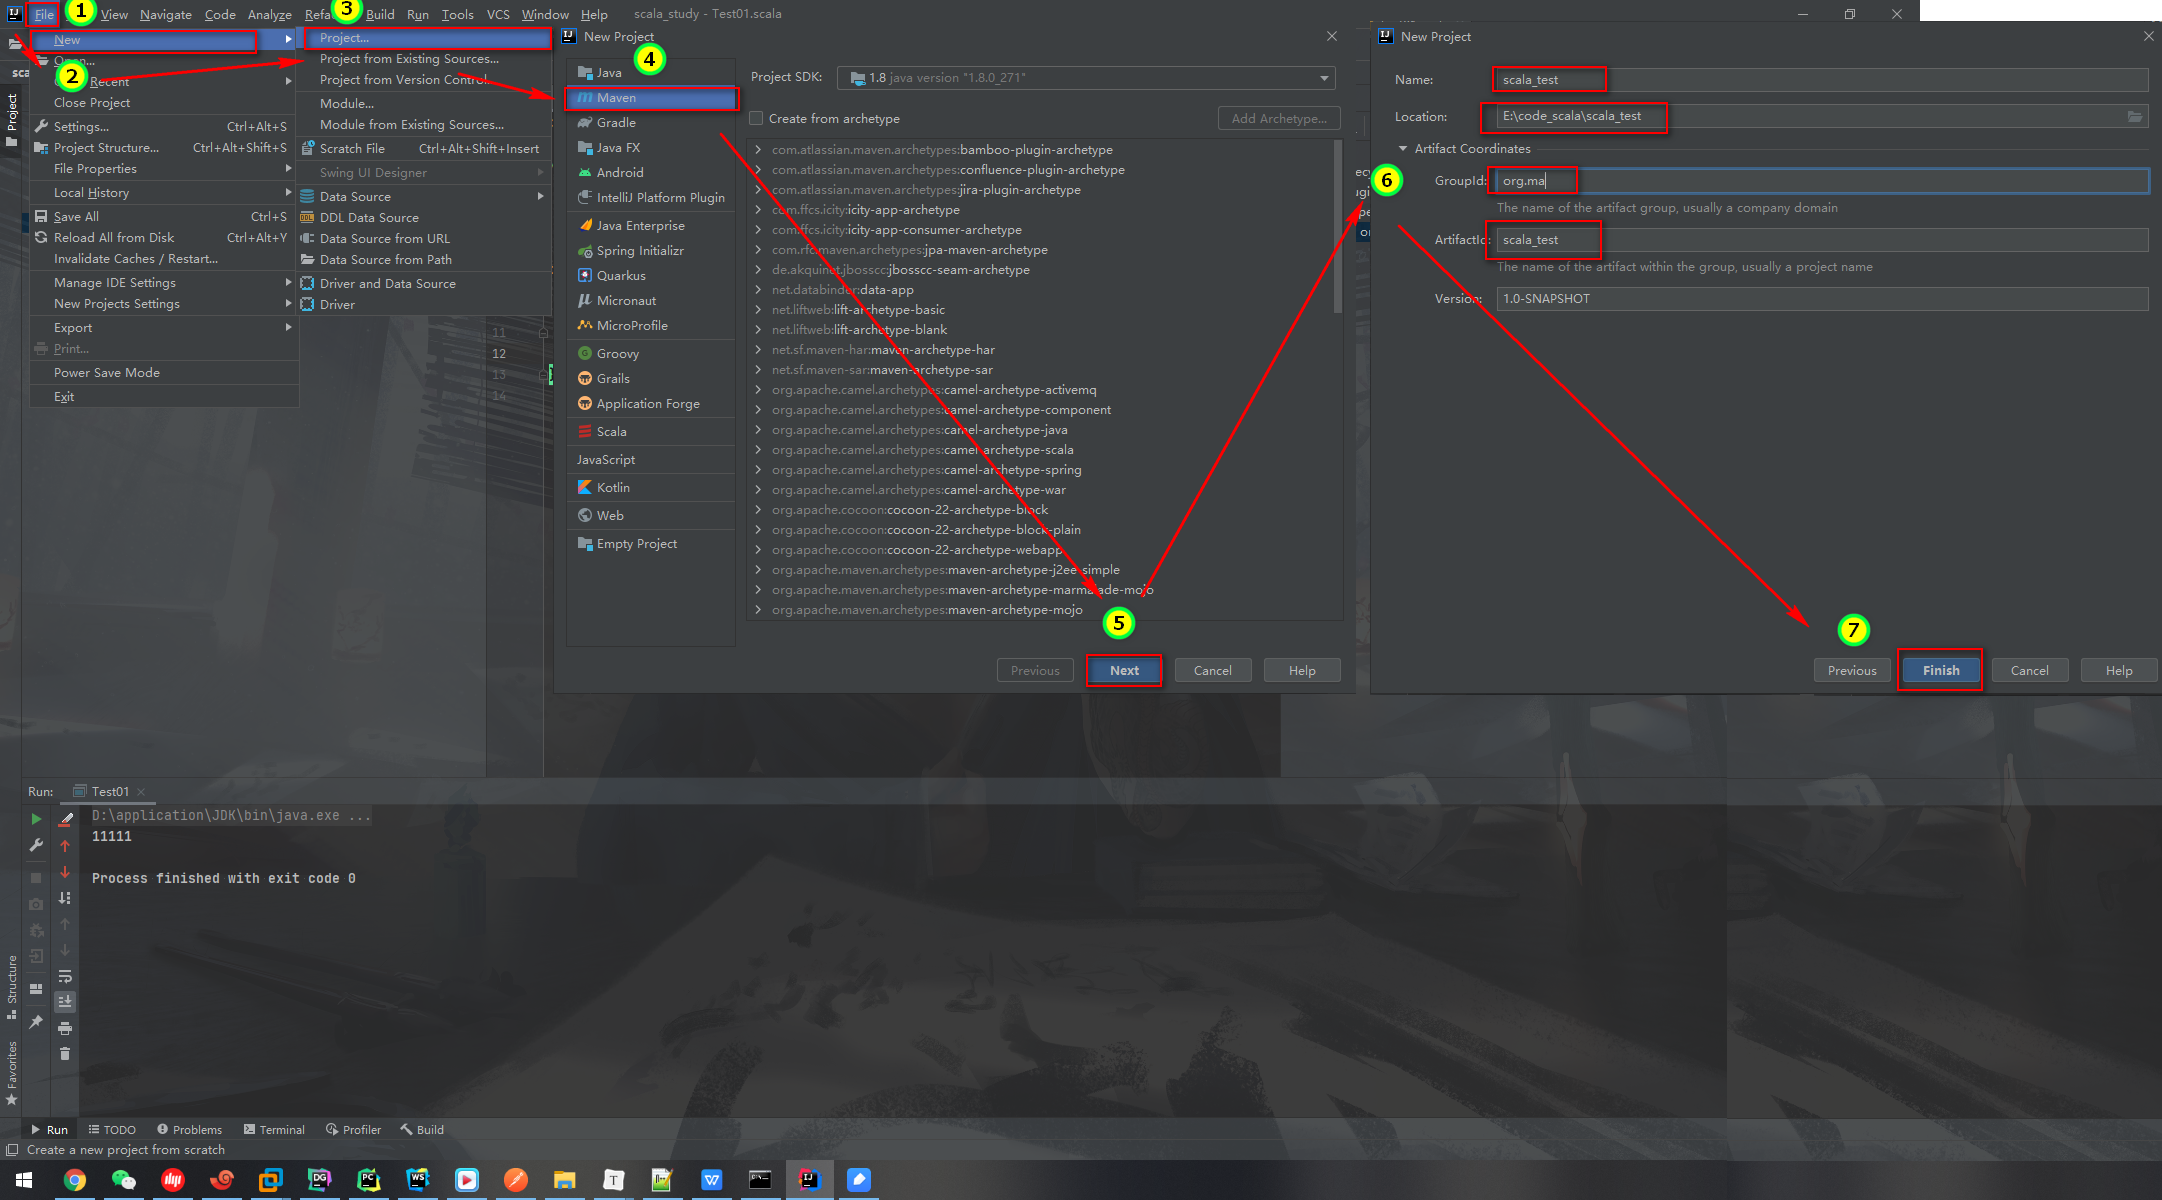 File View Navigate Code Analyze Refa Build Run Tools VCS Window Help scala_study - Test01.scala
1
3
New
Open...
2
Recent
Close Project
Settings... Ctrl+Alt+S
Project Structure... Ctrl+Alt+Shift+S
File Properties
Local History
Save All Ctrl+S
Reload All from Disk Ctrl+Alt+Y
Invalidate Caches / Restart...
Manage IDE Settings
New Projects Settings
Export
Print...
Power Save Mode
Exit
Project...
Project from Existing Sources...
Project from Version Control...
Module...
Module from Existing Sources...
Scratch File Ctrl+Alt+Shift+Insert
Swing UI Designer
Data Source
DDL Data Source
Data Source from URL
Data Source from Path
Driver and Data Source
Driver
11
12
13
14
New Project
4
Java
Maven
Gradle
Java FX
Android
IntelliJ Platform Plugin
Java Enterprise
Spring Initializr
Quarkus
Micronaut
MicroProfile
Groovy
Grails
Application Forge
Scala
JavaScript
Kotlin
Web
Empty Project
Project SDK: 1.8 java version "1.8.0_271"
Create from archetype Add Archetype...
com.atlassian.maven.archetypes:bamboo-plugin-archetype
com.atlassian.maven.archetypes:confluence-plugin-archetype
com.atlassian.maven.archetypes:jira-plugin-archetype
com.ffcs.icity:icity-app-archetype
com.ffcs.icity:icity-app-consumer-archetype
com.rfc.maven.archetypes:jpa-maven-archetype
de.akquinet.jbosscc:jbosscc-seam-archetype
net.databinder:data-app
net.liftweb:lift-archetype-basic
net.liftweb:lift-archetype-blank
net.sf.maven-har:maven-archetype-har
net.sf.maven-sar:maven-archetype-sar
org.apache.camel.archetypes:camel-archetype-activemq
org.apache.camel.archetypes:camel-archetype-component
org.apache.camel.archetypes:camel-archetype-java
org.apache.camel.archetypes:camel-archetype-scala
org.apache.camel.archetypes:camel-archetype-spring
org.apache.camel.archetypes:camel-archetype-war
org.apache.cocoon:cocoon-22-archetype-block
org.apache.cocoon:cocoon-22-archetype-block-plain
org.apache.cocoon:cocoon-22-archetype-webapp
org.apache.maven.archetypes:maven-archetype-j2ee-simple
org.apache.maven.archetypes:maven-archetype-marmalade-mojo
org.apache.maven.archetypes:maven-archetype-mojo
5
Previous Next Cancel Help
New Project
Name: scala_test
Location: E:\code_scala\scala_test
Artifact Coordinates
6
GroupId: org.ma
The name of the artifact group, usually a company domain
ArtifactId: scala_test
The name of the artifact within the group, usually a project name
Version: 1.0-SNAPSHOT
7
Previous Finish Cancel Help
Project
Structure
Favorites
Run: Test01
D:\application\JDK\bin\java.exe ...
11111
Process finished with exit code 0
Run TODO Problems Terminal Profiler Build
Create a new project from scratch